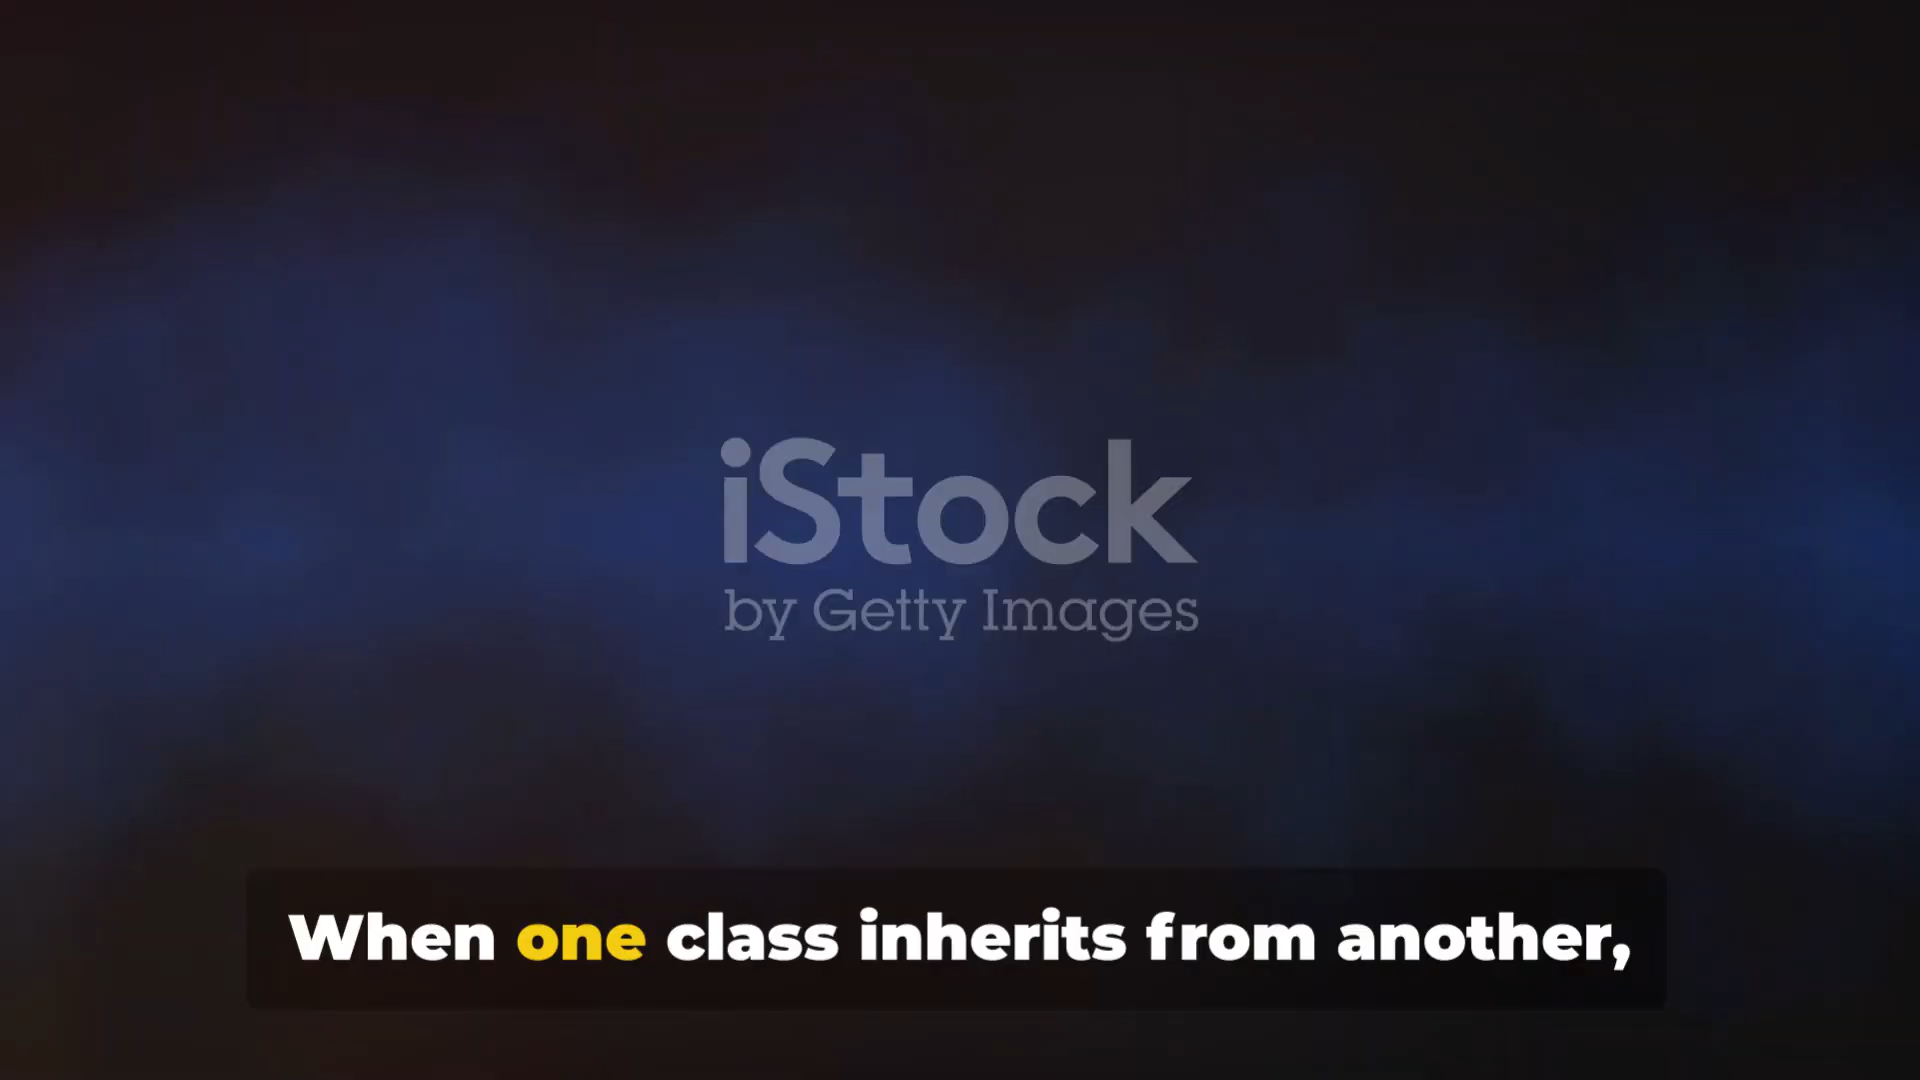 iStock
by Getty Images
When one class inherits from another,